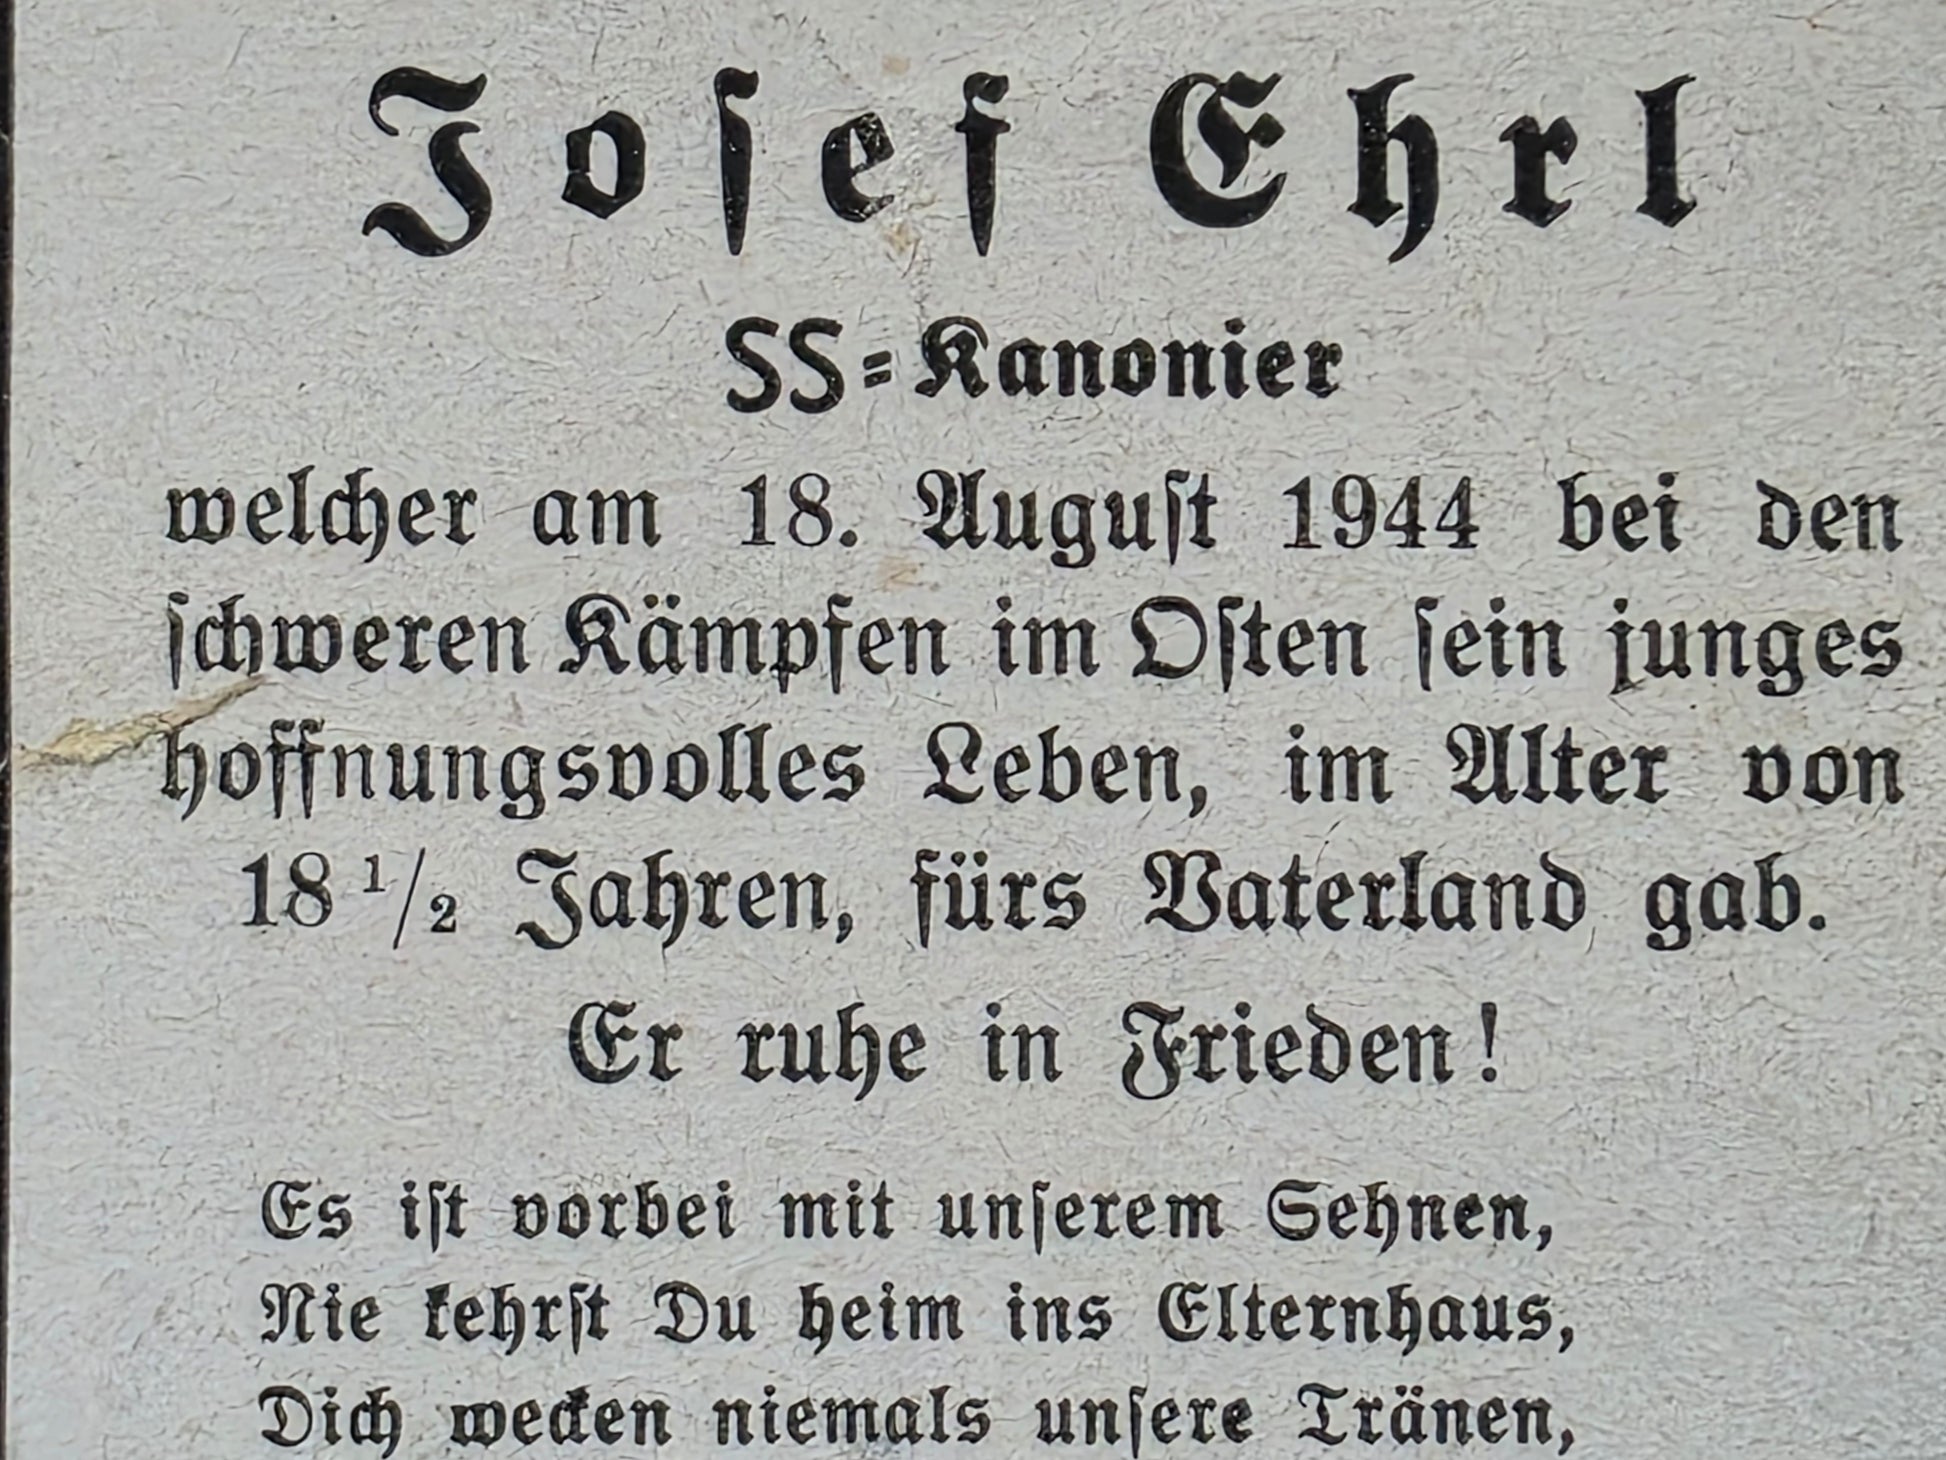 Josef Ehrl
SS=Kanonier
welcher am 18. August 1944 bei den
schweren Kämpfen im Osten sein junges
hoffnungsvolles Leben, im Alter von
18 1/2 Jahren, fürs Vaterland gab.
Er ruhe in Frieden!
Es ist vorbei mit unserem Sehnen,
Nie kehrst Du heim ins Elternhaus,
Dich wecken niemals unsere Tränen,